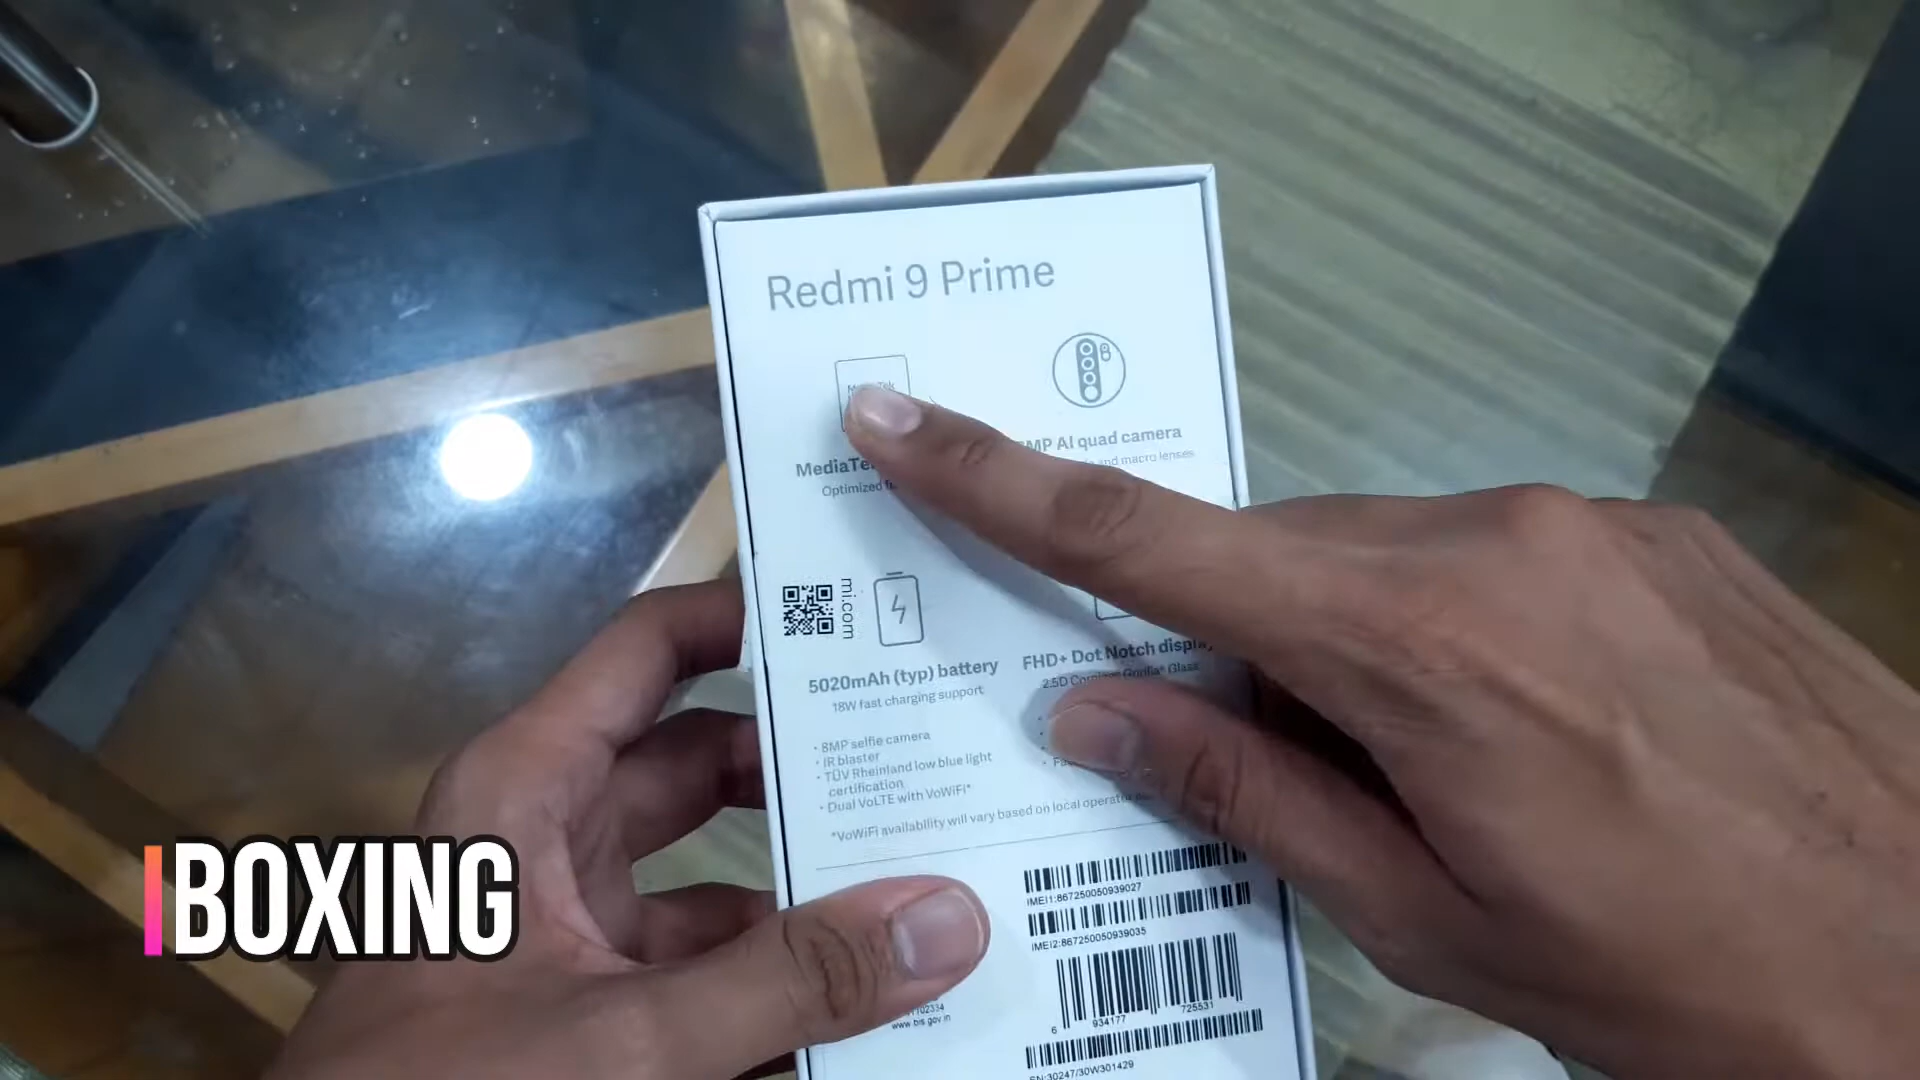 Redmi 9 Prime
MediaTek
AI quad camera
and macro lenses
Optimized
mi.com
5020mAh (typ) battery
18W fast charging support
FHD+ Dot Notch display
2.5D Corning® Gorilla® Glass
· 8MP selfie camera
· IR blaster
· TÜV Rheinland low blue light
certification
· Dual VoLTE with VoWiFi*
*VoWiFi availability will vary based on local operator
IMEI1:867250050939027
IMEI2:867250050939035
6 934177 725531
www.bis.gov.in
SN:30247/30W301429
BOXING